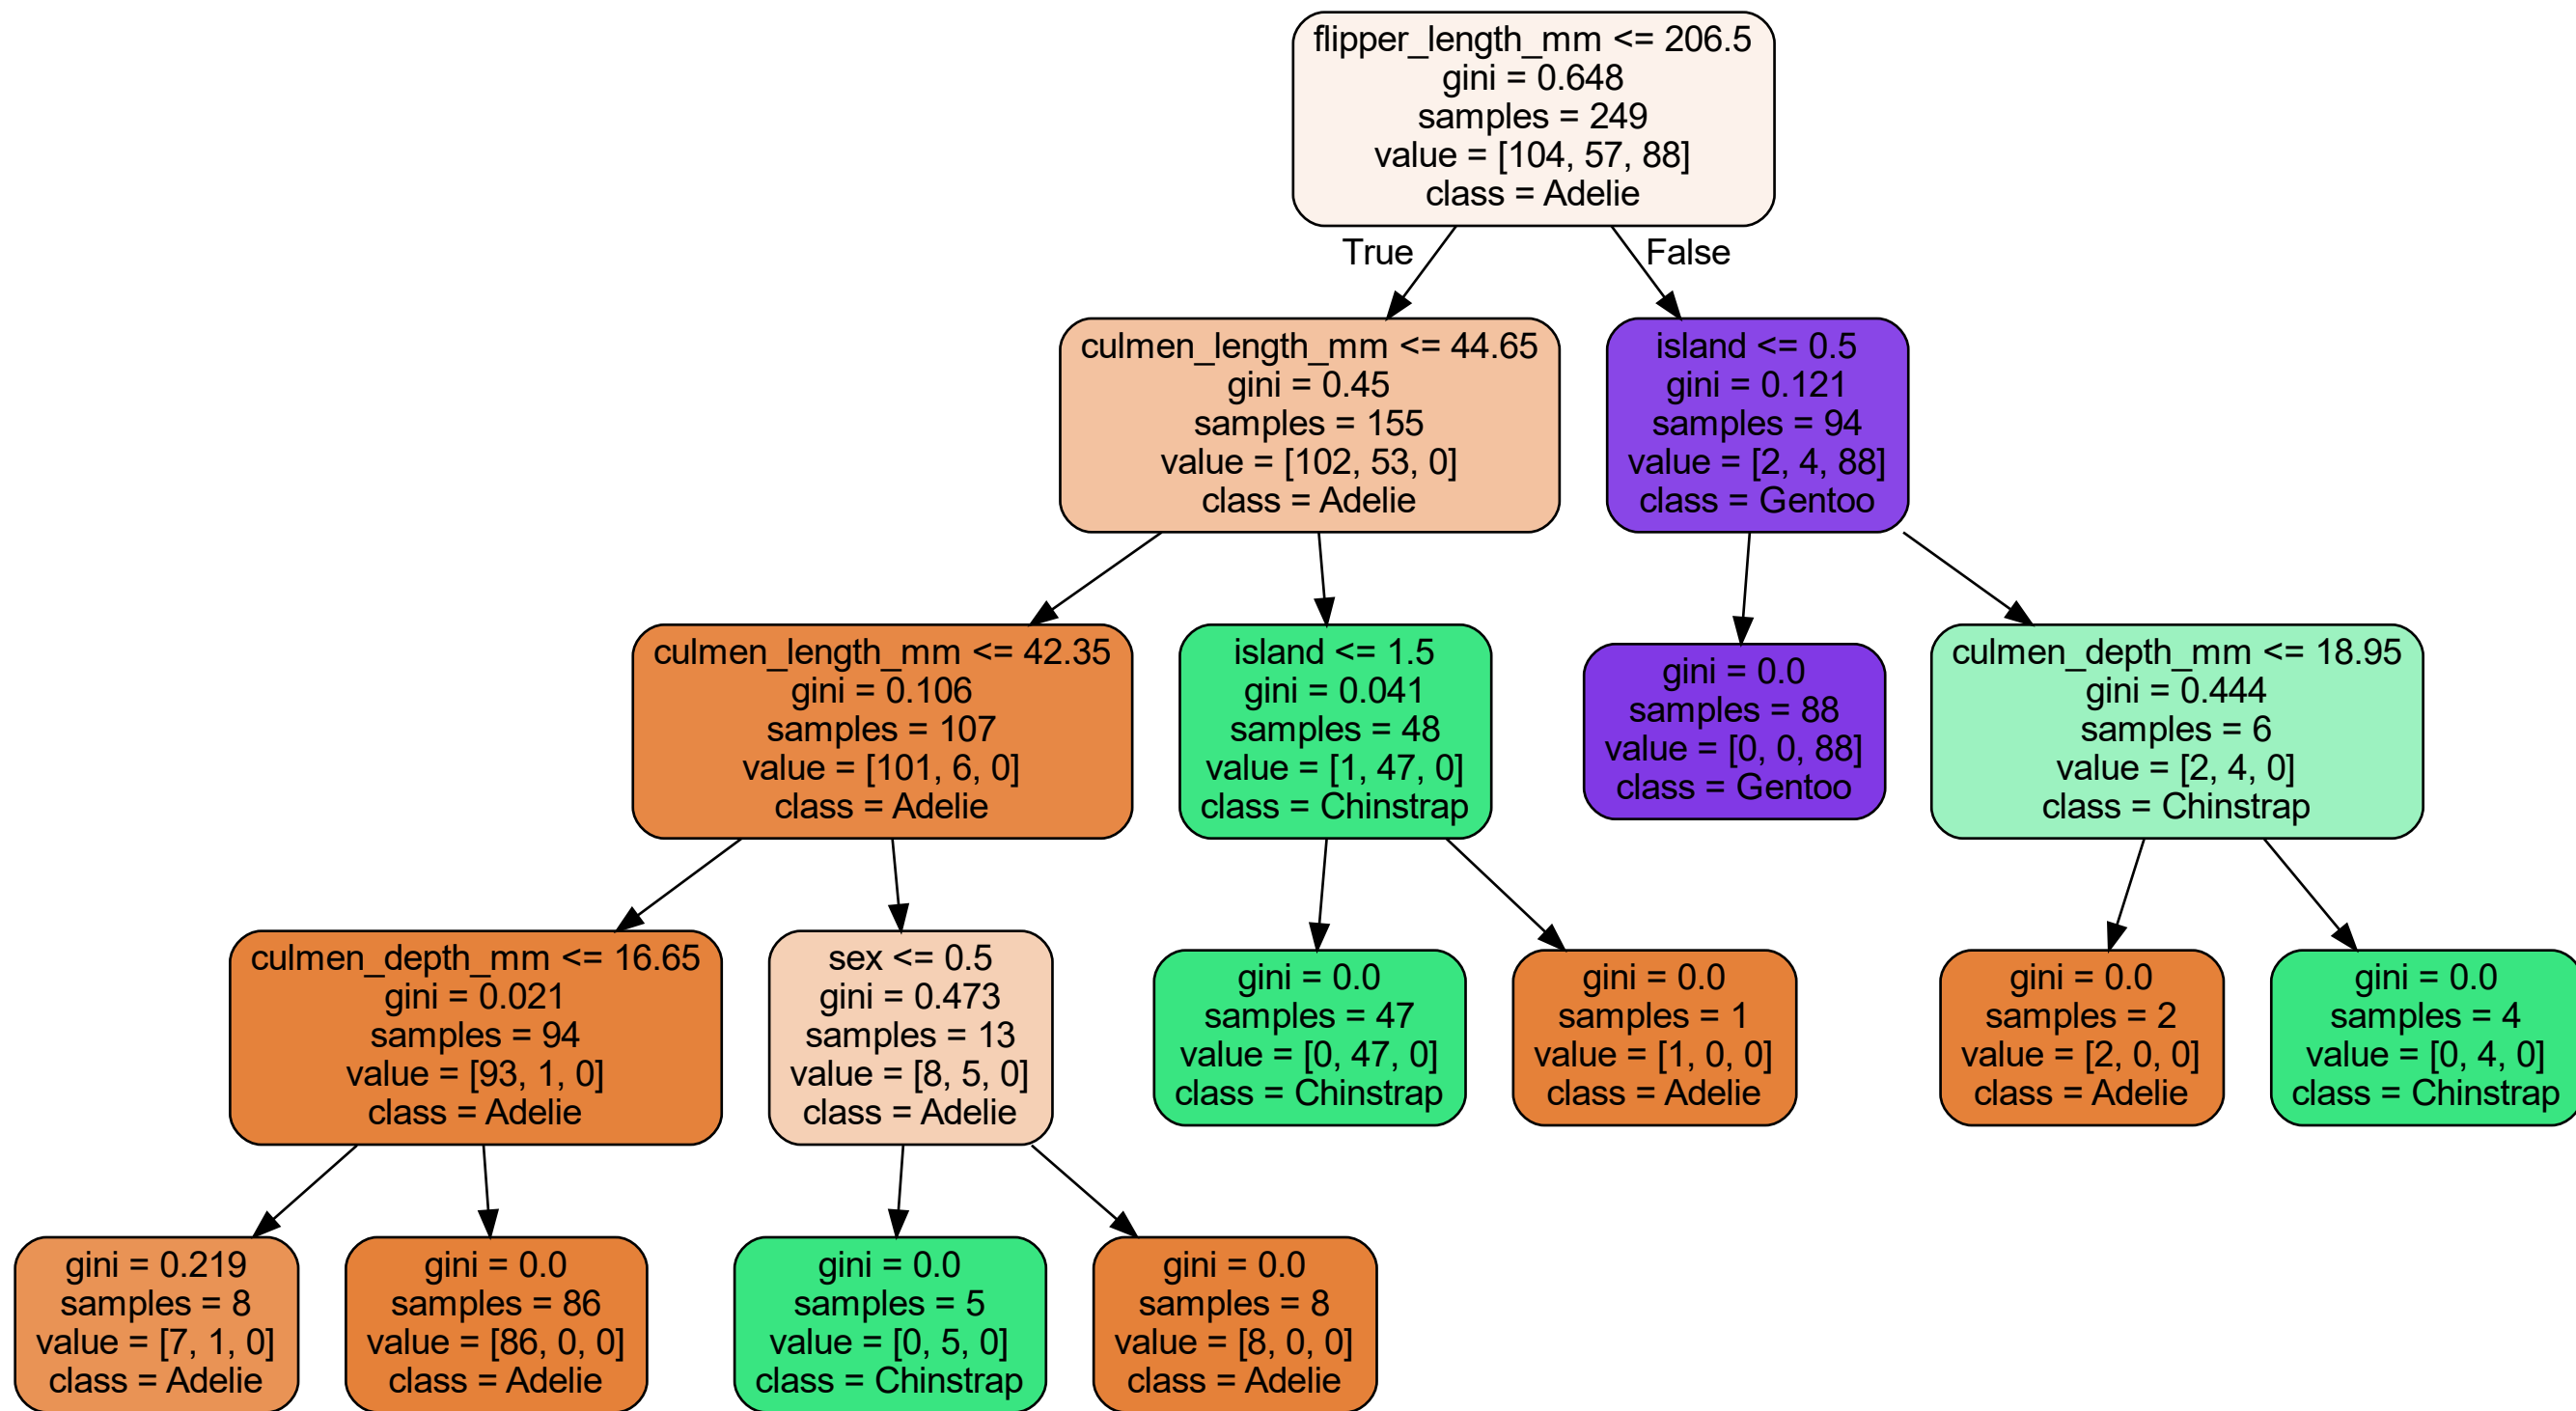 flipper_length_mm <= 206.5
gini = 0.648
samples = 249
value = [104, 57, 88]
class = Adelie
True
False
culmen_length_mm <= 44.65
gini = 0.45
samples = 155
value = [102, 53, 0]
class = Adelie
island <= 0.5
gini = 0.121
samples = 94
value = [2, 4, 88]
class = Gentoo
culmen_length_mm <= 42.35
gini = 0.106
samples = 107
value = [101, 6, 0]
class = Adelie
island <= 1.5
gini = 0.041
samples = 48
value = [1, 47, 0]
class = Chinstrap
gini = 0.0
samples = 88
value = [0, 0, 88]
class = Gentoo
culmen_depth_mm <= 18.95
gini = 0.444
samples = 6
value = [2, 4, 0]
class = Chinstrap
culmen_depth_mm <= 16.65
gini = 0.021
samples = 94
value = [93, 1, 0]
class = Adelie
sex <= 0.5
gini = 0.473
samples = 13
value = [8, 5, 0]
class = Adelie
gini = 0.0
samples = 47
value = [0, 47, 0]
class = Chinstrap
gini = 0.0
samples = 1
value = [1, 0, 0]
class = Adelie
gini = 0.0
samples = 2
value = [2, 0, 0]
class = Adelie
gini = 0.0
samples = 4
value = [0, 4, 0]
class = Chinstrap
gini = 0.219
samples = 8
value = [7, 1, 0]
class = Adelie
gini = 0.0
samples = 86
value = [86, 0, 0]
class = Adelie
gini = 0.0
samples = 5
value = [0, 5, 0]
class = Chinstrap
gini = 0.0
samples = 8
value = [8, 0, 0]
class = Adelie